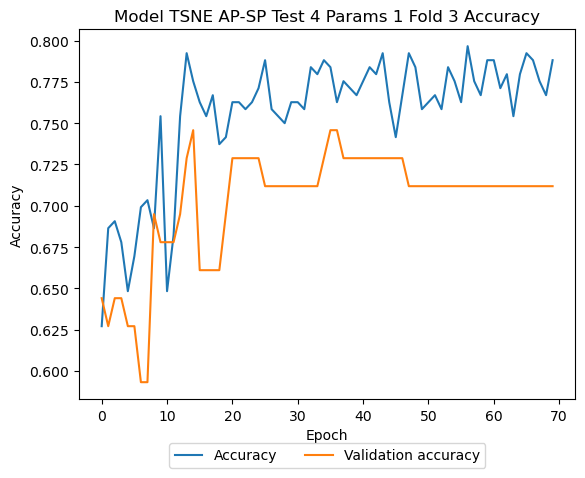 Model TSNE AP-SP Test 4 Params 1 Fold 3 Accuracy
0.800
0.775
0.750
0.725
0.700
0.675
0.650
0.625
0.600
Accuracy
0 10 20 30 40 50 60 70
Epoch
Accuracy Validation accuracy